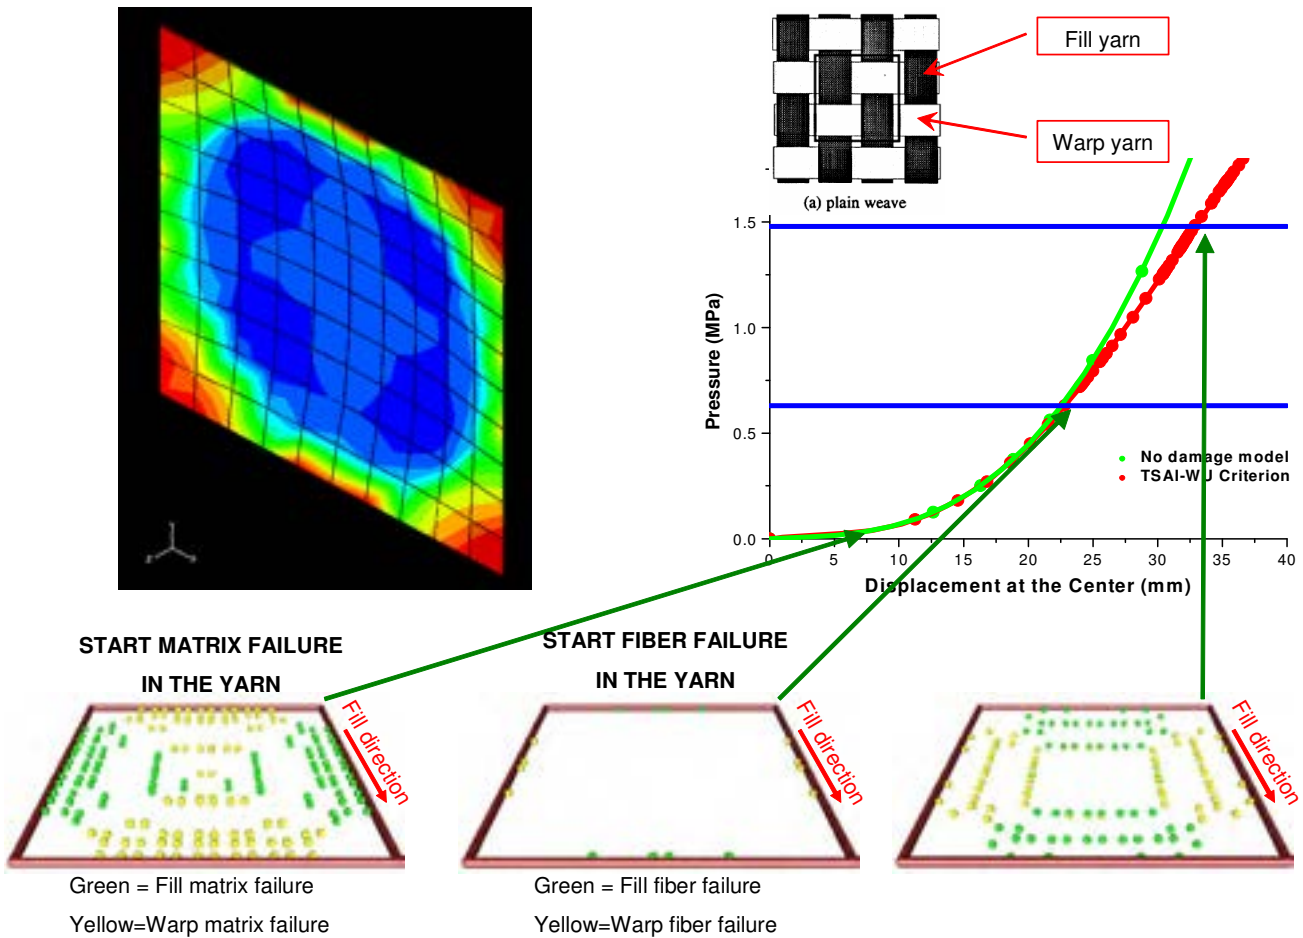 Fill yarn
Warp yarn
(a) plain weave
1.5
1.0
0.5
0.0
Pressure (MPa)
No damage model
TSAI-WU Criterion
0 5 10 15 20 25 30 35 40
Displacement at the Center (mm)
START MATRIX FAILURE
IN THE YARN
START FIBER FAILURE
IN THE YARN
Fill direction
Fill direction
Fill direction
Green = Fill matrix failure
Yellow=Warp matrix failure
Green = Fill fiber failure
Yellow=Warp fiber failure